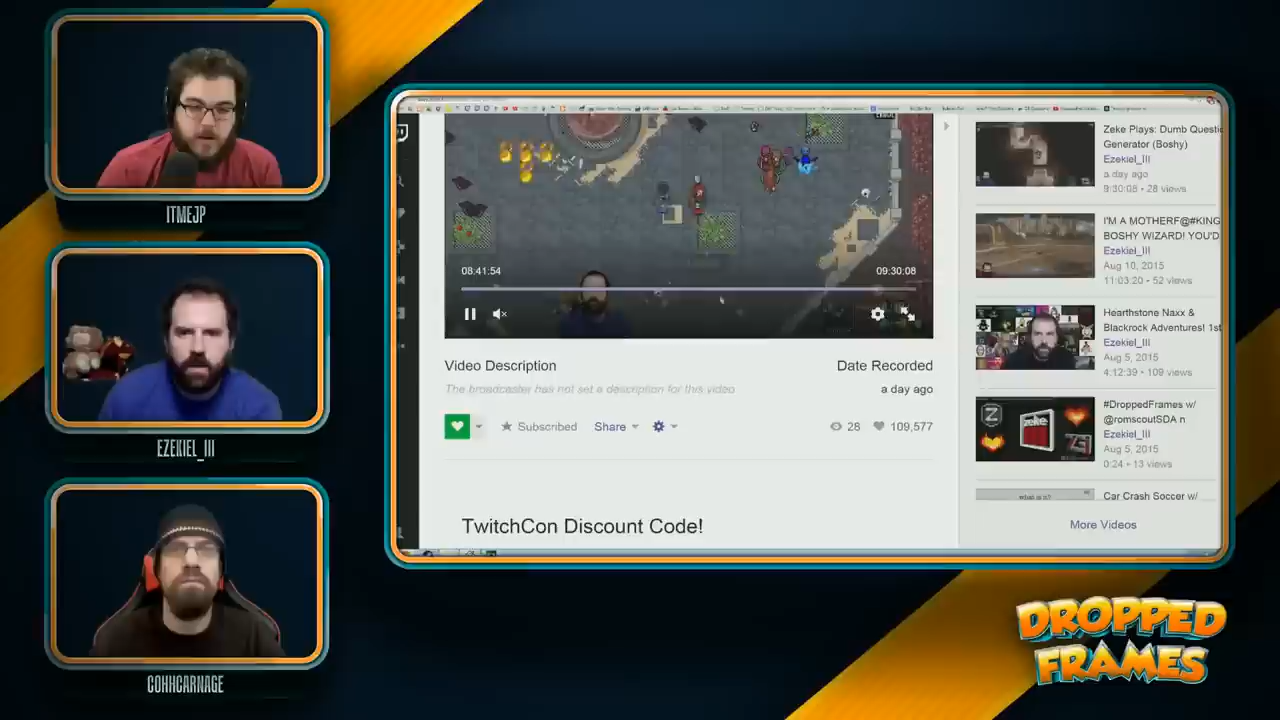 ITMEJP
EZEKIEL_III
COHHCARNAGE
08:41:54
09:30:08
Video Description
Date Recorded
The broadcaster has not set a description for this video
a day ago
Subscribed
Share
28
109,577
TwitchCon Discount Code!
Zeke Plays: Dumb Questi
Generator (Boshy)
Ezekiel_III
a day ago
9:30:08 • 28 views
I'M A MOTHERF@#KING
BOSHY WIZARD! YOU'D
Ezekiel_III
Aug 10, 2015
11:03:20 • 52 views
Hearthstone Naxx &
Blackrock Adventures! 1st
Ezekiel_III
Aug 5, 2015
4:12:39 • 109 views
zeke
#DroppedFrames w/
@romscoutSDA n
Ezekiel_III
Aug 5, 2015
0:24 • 13 views
what is n?
Car Crash Soccer w/
More Videos
DROPPED
FRAMES